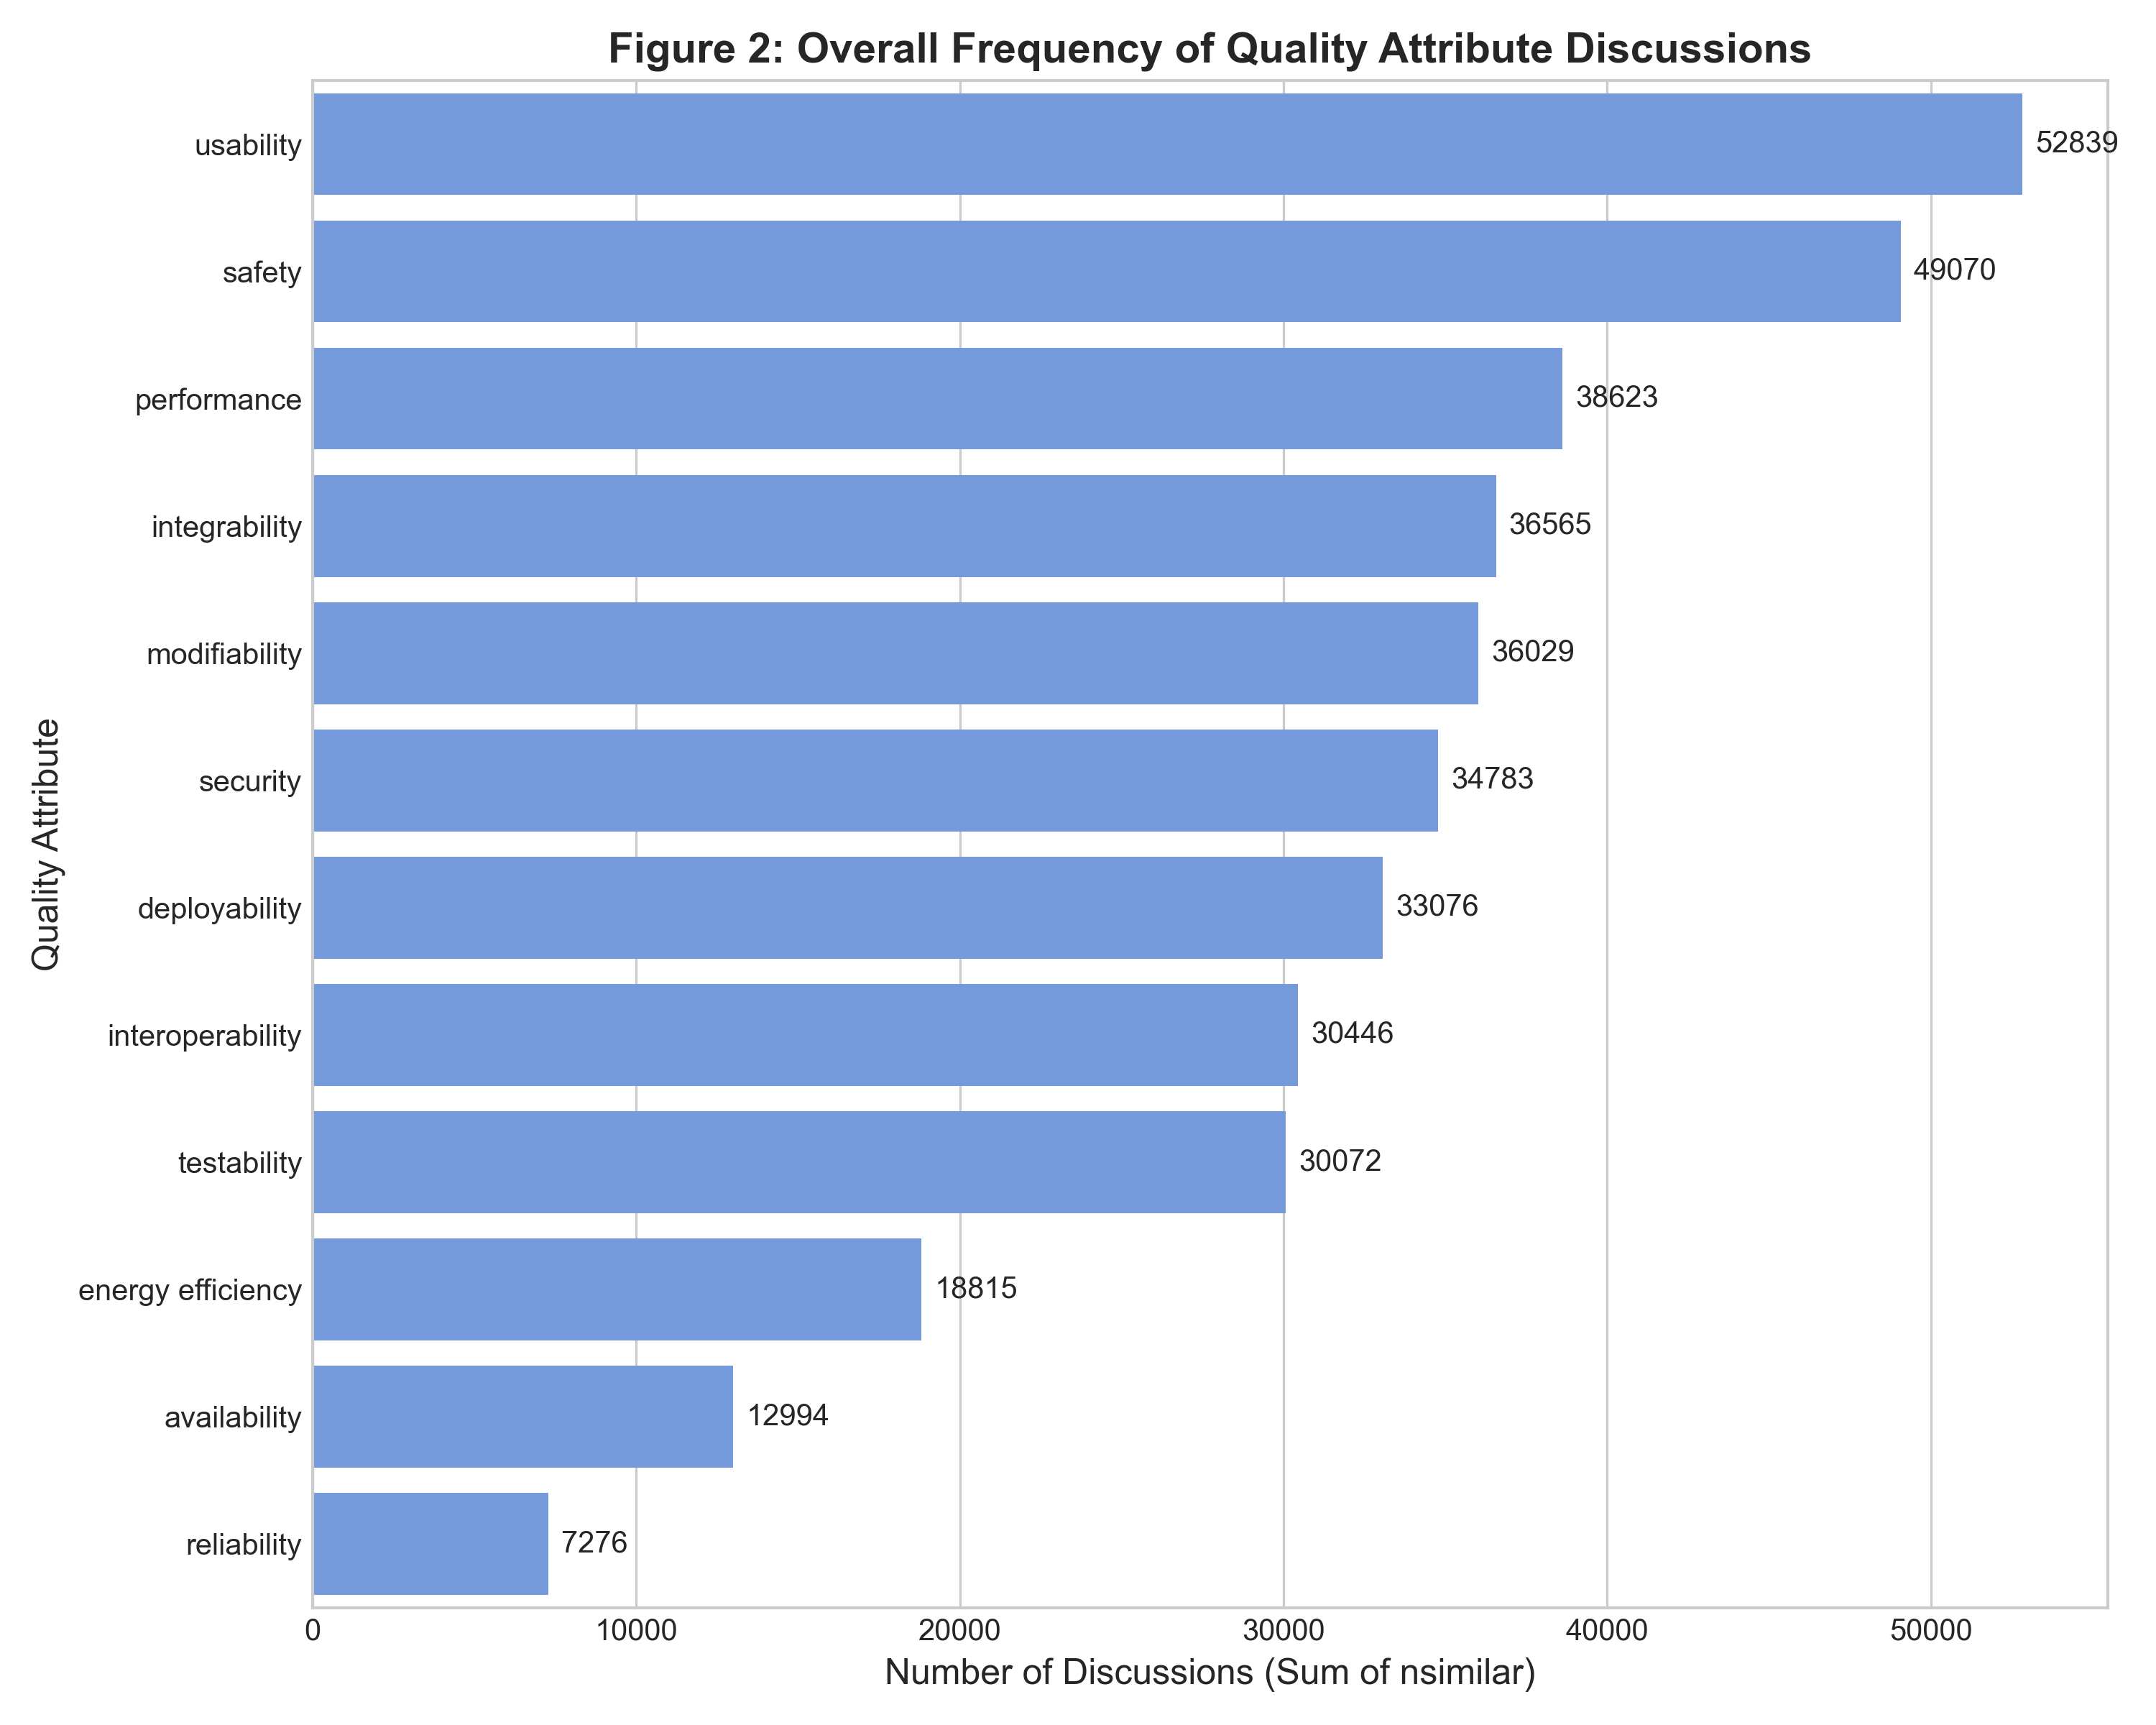 Figure 2: Overall Frequency of Quality Attribute Discussions
usability 52839
safety 49070
performance 38623
integrability 36565
modifiability 36029
security 34783
deployability 33076
interoperability 30446
testability 30072
energy efficiency 18815
availability 12994
reliability 7276
Quality Attribute
0 10000 20000 30000 40000 50000
Number of Discussions (Sum of nsimilar)